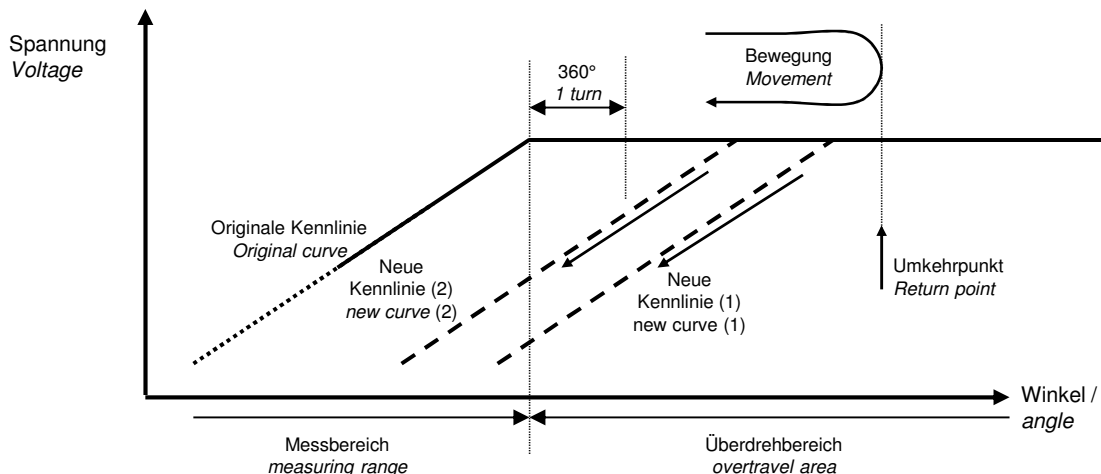 Spannung
Voltage
360°
1 turn
Bewegung
Movement
Originale Kennlinie
Original curve
Neue
Kennlinie (2)
new curve (2)
Neue
Kennlinie (1)
new curve (1)
Umkehrpunkt
Return point
Winkel /
angle
Messbereich
measuring range
Überdrehbereich
overtravel area